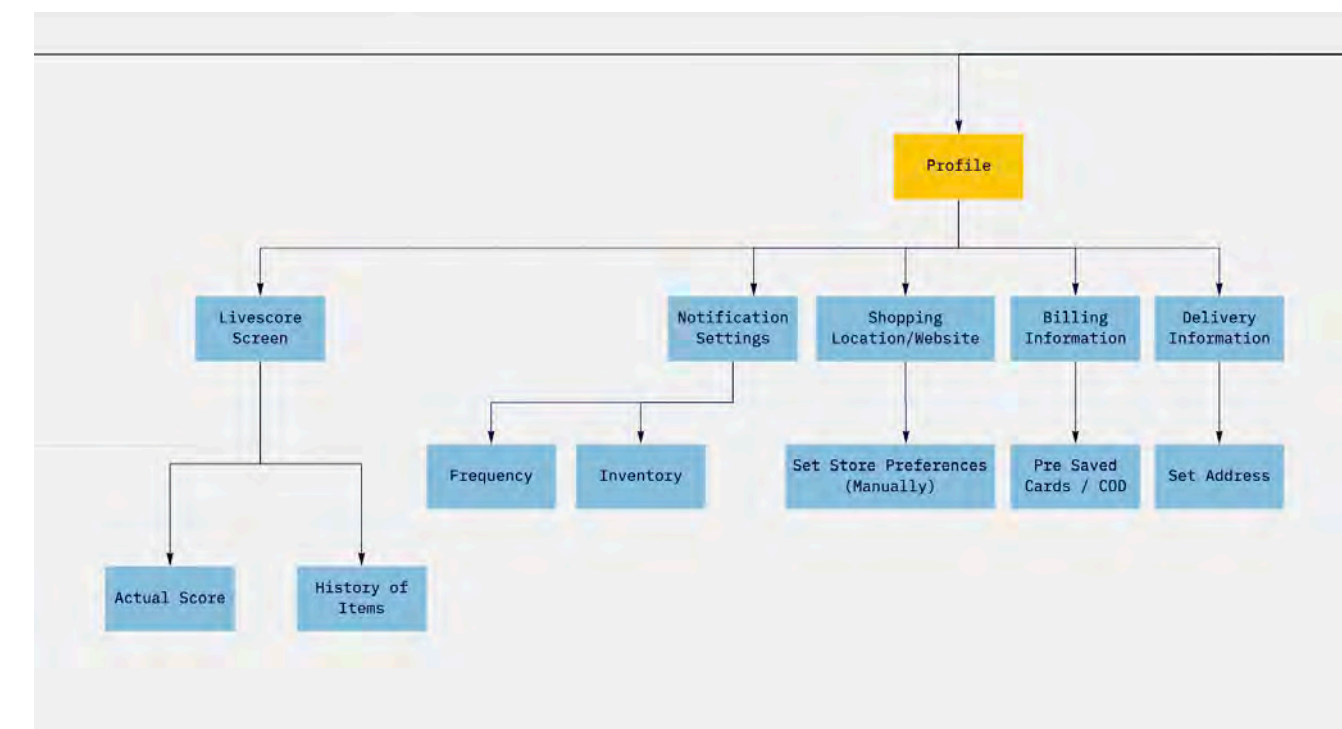 Profile
Livescore
Screen
Notification
Settings
Shopping
Location/Website
Billing
Information
Delivery
Information
Frequency
Inventory
Set Store Preferences
(Manually)
Pre Saved
Cards / COD
Set Address
Actual Score
History of
Items